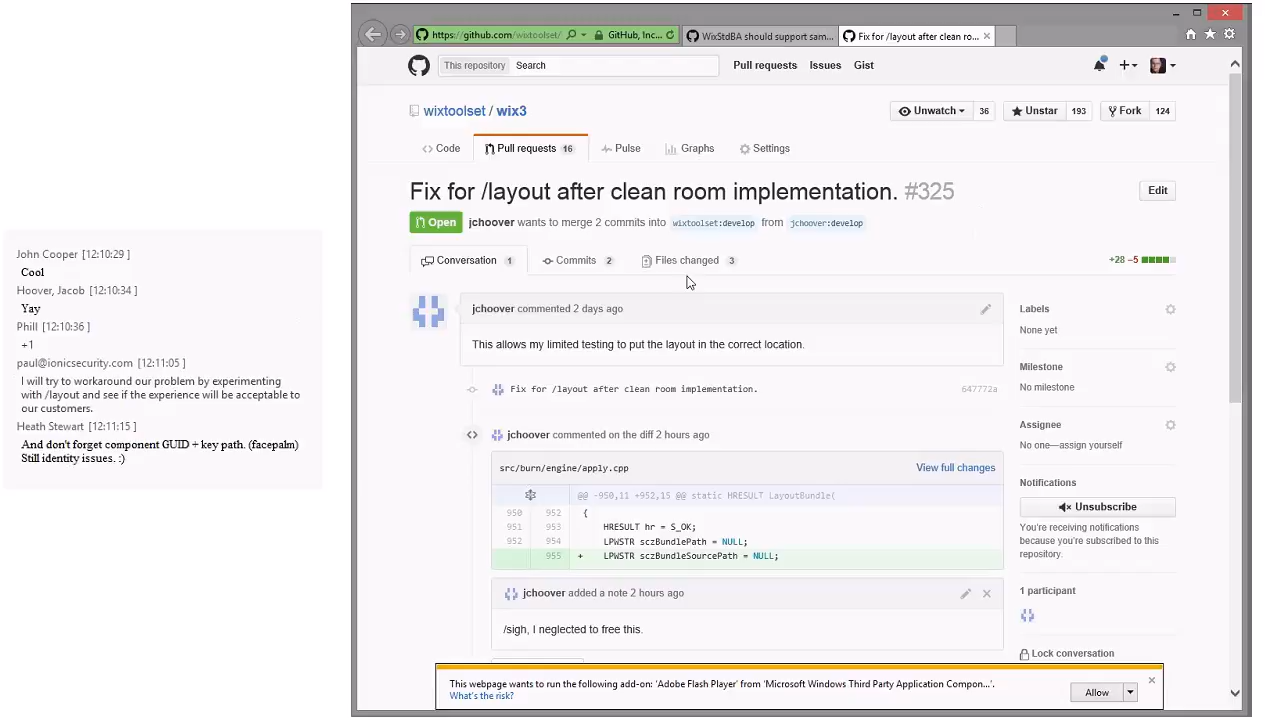 John Cooper [12:10:29 ]
Cool
Hoover, Jacob [12:10:34 ]
Yay
Phill [12:10:36 ]
+1
paul@ionicsecurity.com [12:11:05 ]
I will try to workaround our problem by experimenting
with /layout and see if the experience will be acceptable to
our customers.
Heath Stewart [12:11:15 ]
And don't forget component GUID + key path. (facepalm)
Still identity issues. :)
https://github.com/wixtoolset/ GitHub, Inc... WixStdBA should support sam... Fix for /layout after clean ro...
This repository Search Pull requests Issues Gist
wixtoolset / wix3 Unwatch 36 Unstar 193 Fork 124
Code Pull requests 16 Pulse Graphs Settings
Fix for /layout after clean room implementation. #325 Edit
Open jchoover wants to merge 2 commits into wixtoolset:develop from jchoover:develop
Conversation 1 Commits 2 Files changed 3 +28 −5
jchoover commented 2 days ago
This allows my limited testing to put the layout in the correct location.
Fix for /layout after clean room implementation. 647772a
jchoover commented on the diff 2 hours ago
src/burn/engine/apply.cpp View full changes
@@ -950,11 +952,15 @@ static HRESULT LayoutBundle(
950 952 {
951 953 HRESULT hr = S_OK;
952 954 LPWSTR sczBundlePath = NULL;
955 + LPWSTR sczBundleSourcePath = NULL;
jchoover added a note 2 hours ago
/sigh, I neglected to free this.
Labels
None yet
Milestone
No milestone
Assignee
No one—assign yourself
Notifications
Unsubscribe
You're receiving notifications
because you're subscribed to this
repository.
1 participant
Lock conversation
This webpage wants to run the following add-on: 'Adobe Flash Player' from 'Microsoft Windows Third Party Application Compon...'.
What's the risk?
Allow